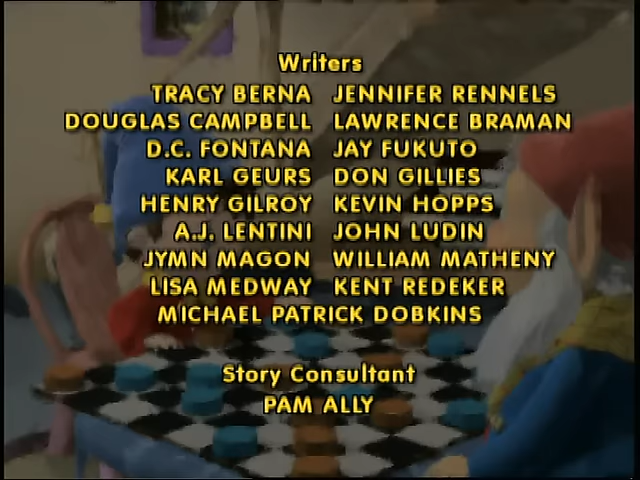 Writers
TRACY BERNA JENNIFER RENNELS
DOUGLAS CAMPBELL LAWRENCE BRAMAN
D.C. FONTANA JAY FUKUTO
KARL GEURS DON GILLIES
HENRY GILROY KEVIN HOPPS
A.J. LENTINI JOHN LUDIN
JYMN MAGON WILLIAM MATHENY
LISA MEDWAY KENT REDEKER
MICHAEL PATRICK DOBKINS
Story Consultant
PAM ALLY